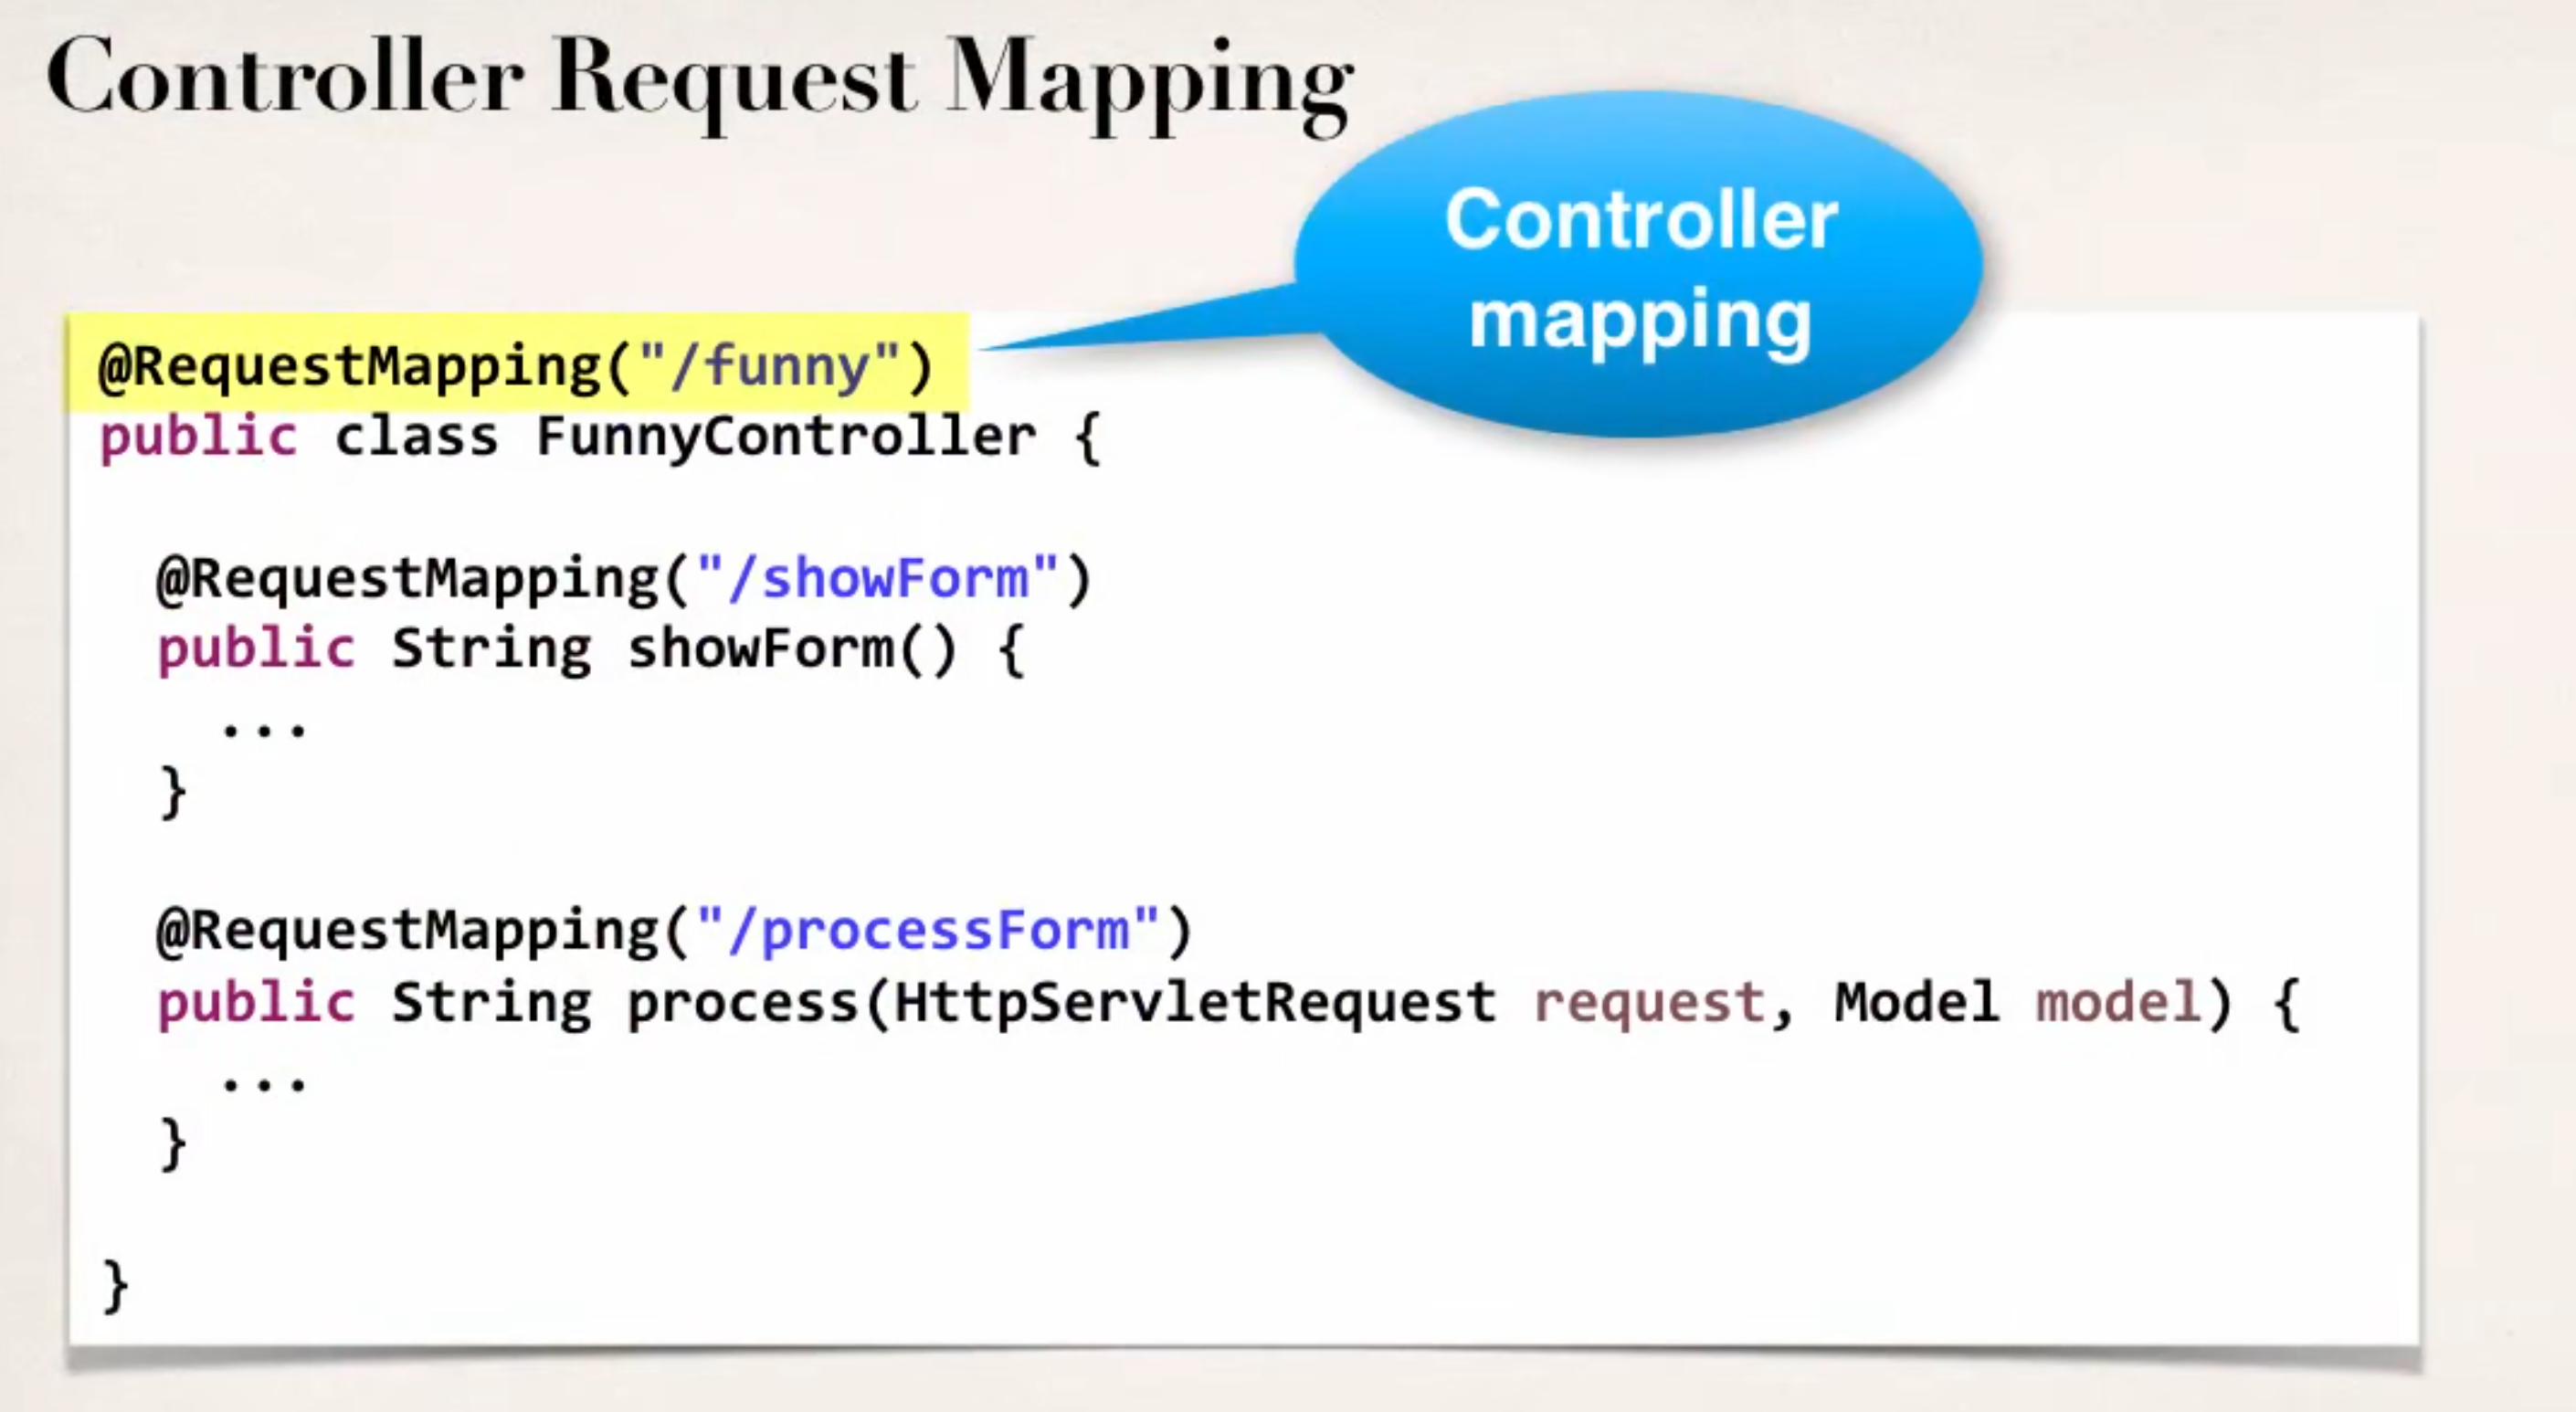 Controller Request Mapping
Controller
mapping
@RequestMapping("/funny")
public class FunnyController {
@RequestMapping("/showForm")
public String showForm() {
...
}
@RequestMapping("/processForm")
public String process(HttpServletRequest request, Model model) {
...
}
}